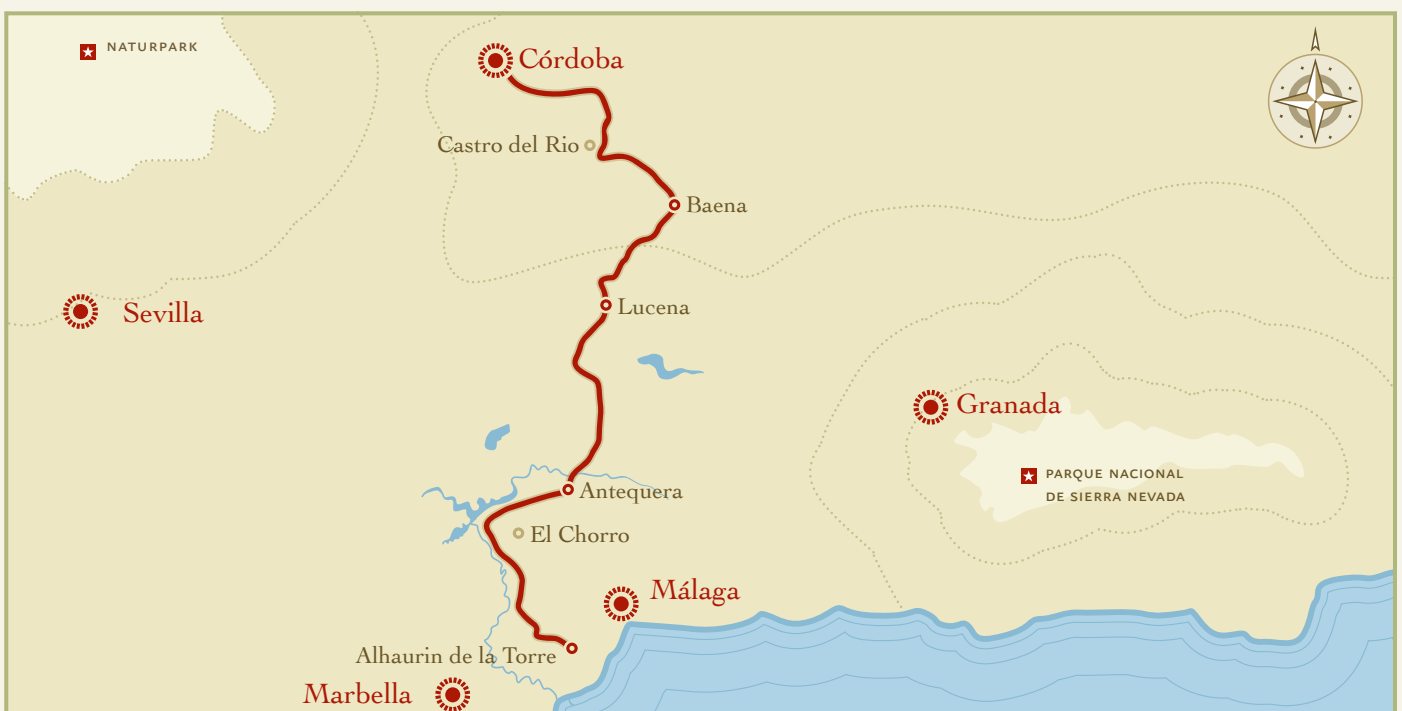 NATURPARK
Córdoba
Castro del Rio
Baena
Sevilla
Lucena
Granada
PARQUE NACIONAL
DE SIERRA NEVADA
Antequera
El Chorro
Málaga
Alhaurin de la Torre
Marbella